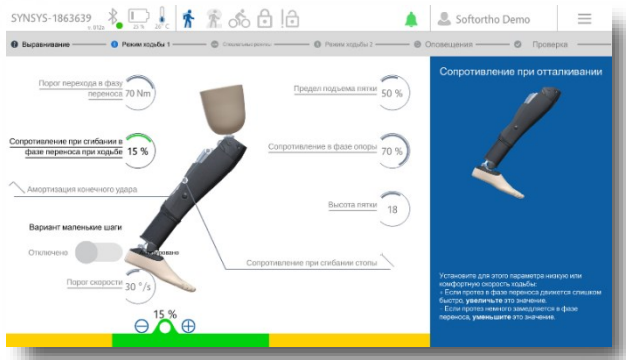 SYNSYS-1863639
20 %
Softortho Demo
Выравнивание
Режим ходьбы 1
Режим ходьбы 2
Оповещения
Проверка
Порог перехода в фазу
переноса 70 Nm
Предел подъема пятки 50 %
Сопротивление при сгибании в
фазе переноса при ходьбе 15 %
Сопротивление в фазе опоры 70 %
Амортизация конечного удара
Высота пятки 18
Вариант маленькие шаги
Отключено
Сопротивление при сгибании стопы
Порог скорости 30 °/s
15 %
Сопротивление при отталкивании
Установите для этого параметра низкую или
комфортную скорость ходьбы:
+ Если протез в фазе переноса движется слишком
быстро, увеличьте это значение.
- Если протез немного замедляется в фазе
переноса, уменьшите это значение.